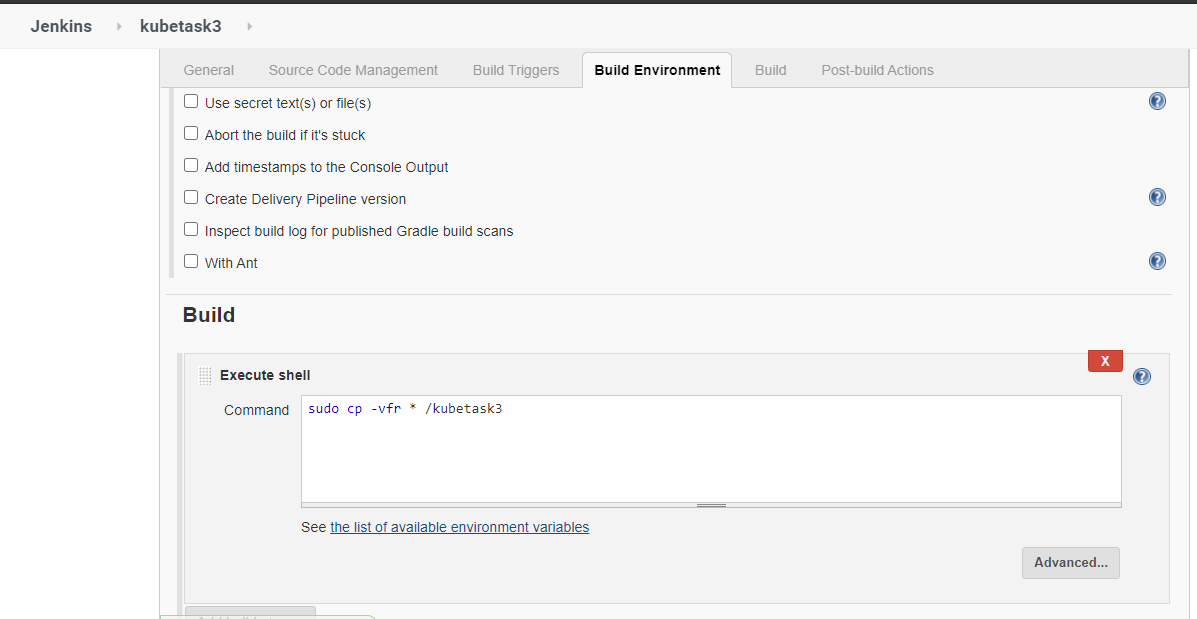 Jenkins kubetask3
General Source Code Management Build Triggers Build Environment Build Post-build Actions
Use secret text(s) or file(s)
Abort the build if it's stuck
Add timestamps to the Console Output
Create Delivery Pipeline version
Inspect build log for published Gradle build scans
With Ant
Build
X
Execute shell
Command sudo cp -vfr * /kubetask3
See the list of available environment variables
Advanced...